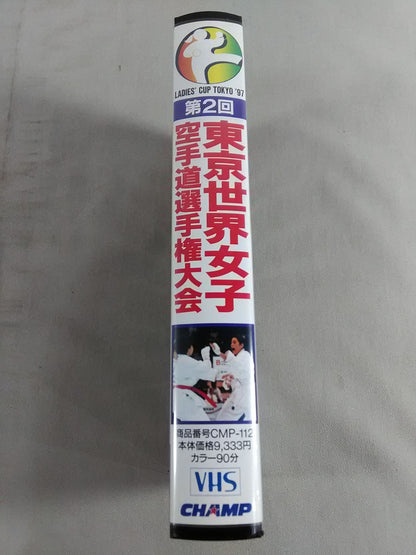 LADIES' CUP TOKYO '97
第2回
東京世界女子
空手道選手権大会
商品番号CMP-112
本体価格9,333円
カラー90分
VHS
CHAMP